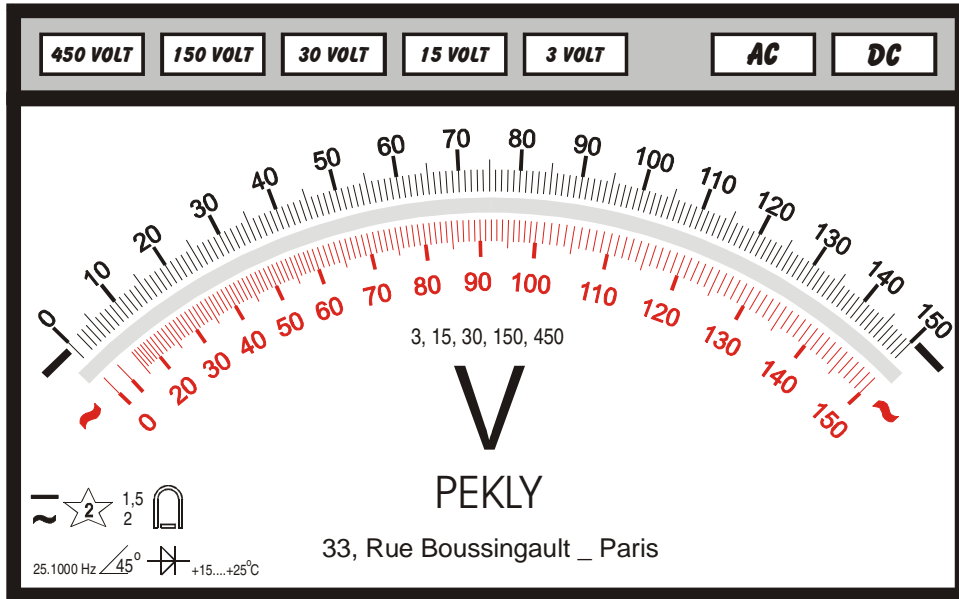 450 VOLT 150 VOLT 30 VOLT 15 VOLT 3 VOLT AC DC
0 10 20 30 40 50 60 70 80 90 100 110 120 130 140 150
0 20 30 40 50 60 70 80 90 100 110 120 130 140 150
3, 15, 30, 150, 450
V
PEKLY
33, Rue Boussingault _ Paris
2 1,5
2
25.1000 Hz 45° +15....+25°C